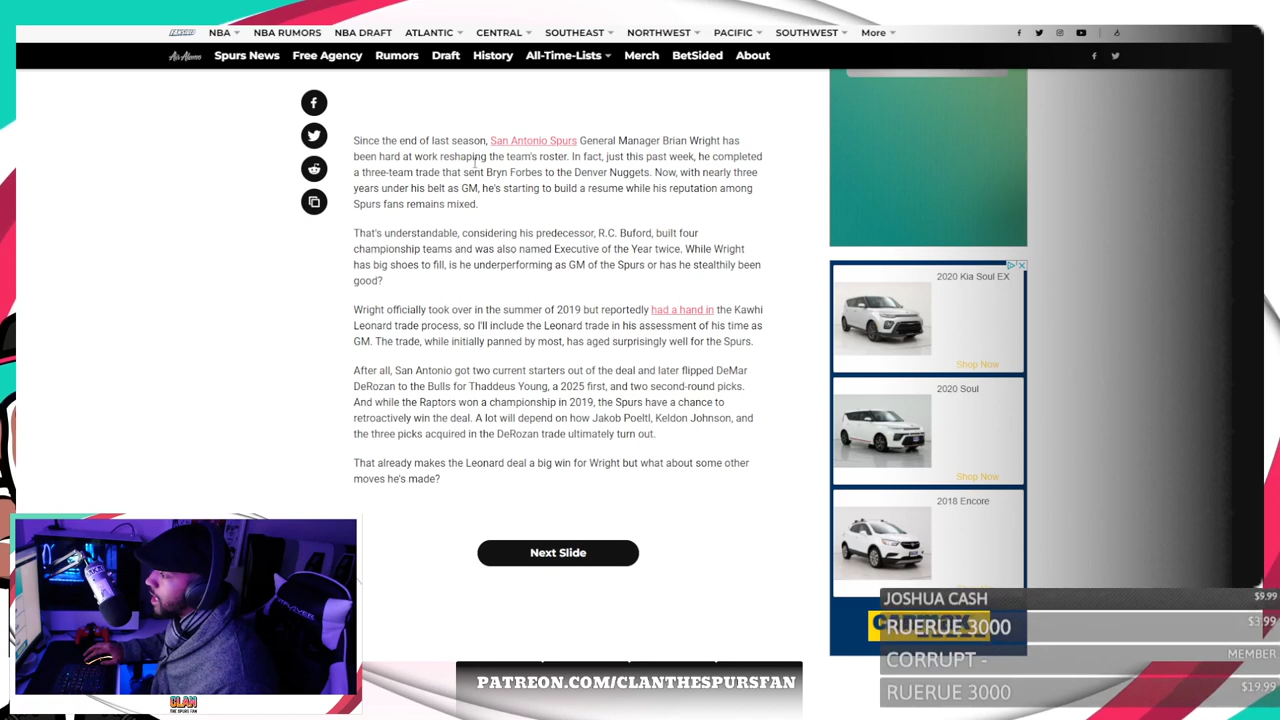 FANSIDED
NBA NBA RUMORS NBA DRAFT ATLANTIC CENTRAL SOUTHEAST NORTHWEST PACIFIC SOUTHWEST More
Air Alamo Spurs News Free Agency Rumors Draft History All-Time-Lists Merch BetSided About
Since the end of last season, San Antonio Spurs General Manager Brian Wright has
been hard at work reshaping the team's roster. In fact, just this past week, he completed
a three-team trade that sent Bryn Forbes to the Denver Nuggets. Now, with nearly three
years under his belt as GM, he's starting to build a resume while his reputation among
Spurs fans remains mixed.
That's understandable, considering his predecessor, R.C. Buford, built four
championship teams and was also named Executive of the Year twice. While Wright
has big shoes to fill, is he underperforming as GM of the Spurs or has he stealthily been
good?
Wright officially took over in the summer of 2019 but reportedly had a hand in the Kawhi
Leonard trade process, so I'll include the Leonard trade in his assessment of his time as
GM. The trade, while initially panned by most, has aged surprisingly well for the Spurs.
After all, San Antonio got two current starters out of the deal and later flipped DeMar
DeRozan to the Bulls for Thaddeus Young, a 2025 first, and two second-round picks.
And while the Raptors won a championship in 2019, the Spurs have a chance to
retroactively win the deal. A lot will depend on how Jakob Poeltl, Keldon Johnson, and
the three picks acquired in the DeRozan trade ultimately turn out.
That already makes the Leonard deal a big win for Wright but what about some other
moves he's made?
Next Slide
2020 Kia Soul EX
Shop Now
2020 Soul
Shop Now
2018 Encore
JOSHUA CASH $9.99
RUERUE 3000 $3.99
CORRUPT - MEMBER
RUERUE 3000 $19.99
PATREON.COM/CLANTHESPURSFAN
CLAN
THE SPURS FAN